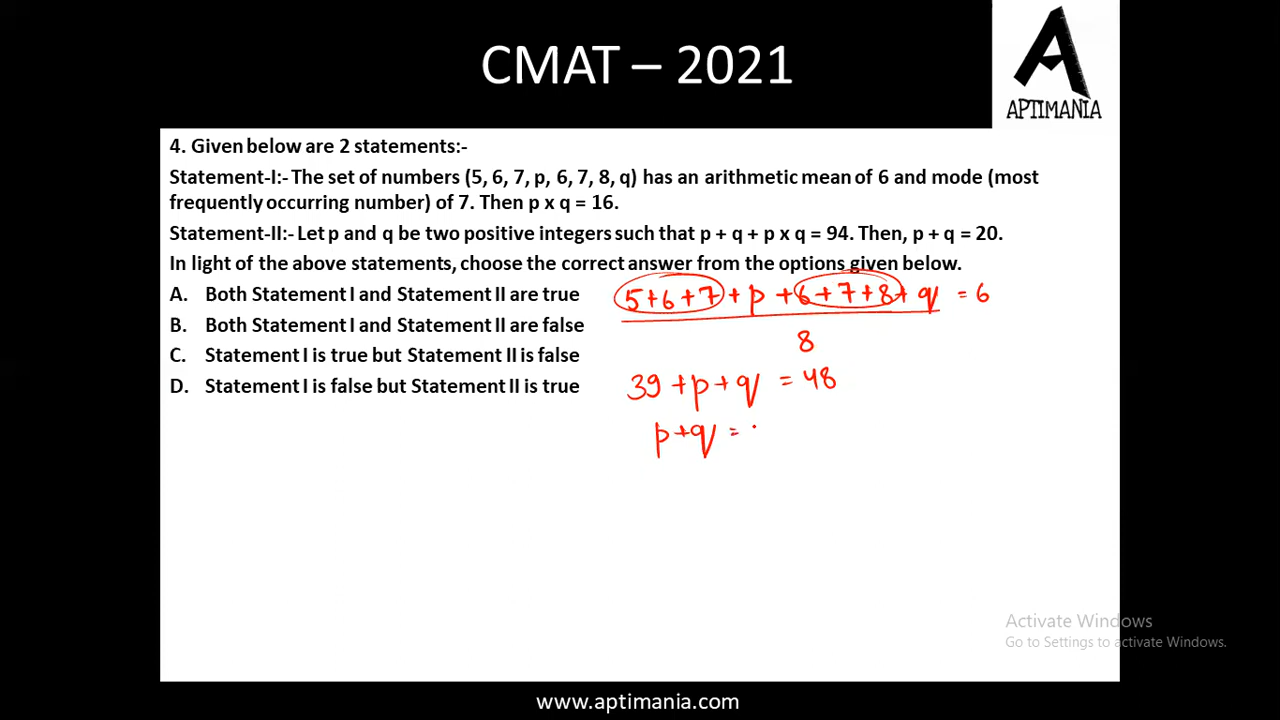 CMAT – 2021
APTIMANIA
4. Given below are 2 statements:-
Statement-I:- The set of numbers (5, 6, 7, p, 6, 7, 8, q) has an arithmetic mean of 6 and mode (most
frequently occurring number) of 7. Then p x q = 16.
Statement-II:- Let p and q be two positive integers such that p + q + p x q = 94. Then, p + q = 20.
In light of the above statements, choose the correct answer from the options given below.
A. Both Statement I and Statement II are true
B. Both Statement I and Statement II are false
C. Statement I is true but Statement II is false
D. Statement I is false but Statement II is true
5+6+7 + p + 6+7+8 + q = 6
8
39 + p + q = 48
p+q =
Activate Windows
Go to Settings to activate Windows.
www.aptimania.com